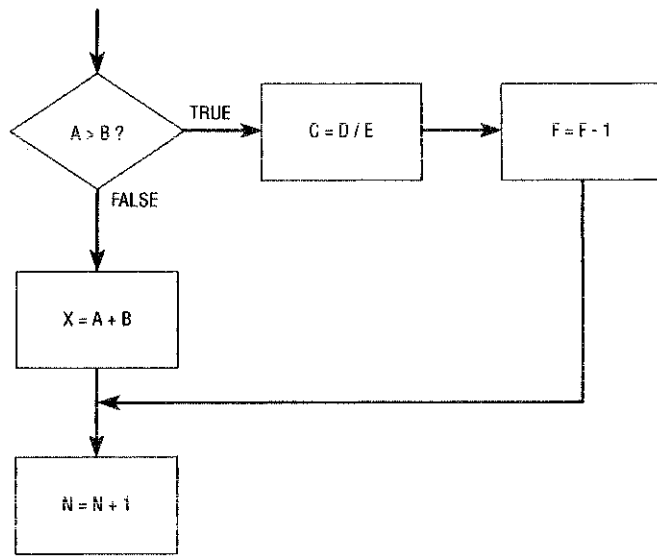 A > B ?
TRUE
C = D / E
F = F - 1
FALSE
X = A + B
N = N + 1